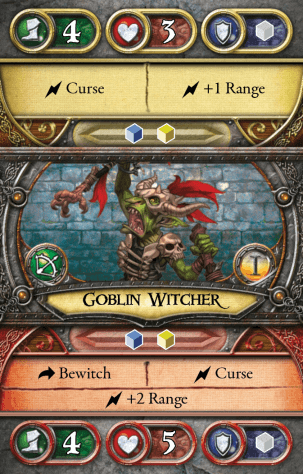 4 3
Curse +1 Range
I
GOBLIN WITCHER
Bewitch Curse
+2 Range
4 5